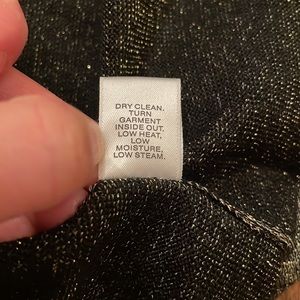 DRY CLEAN.
TURN
GARMENT
INSIDE OUT.
LOW HEAT,
LOW
MOISTURE,
LOW STEAM.